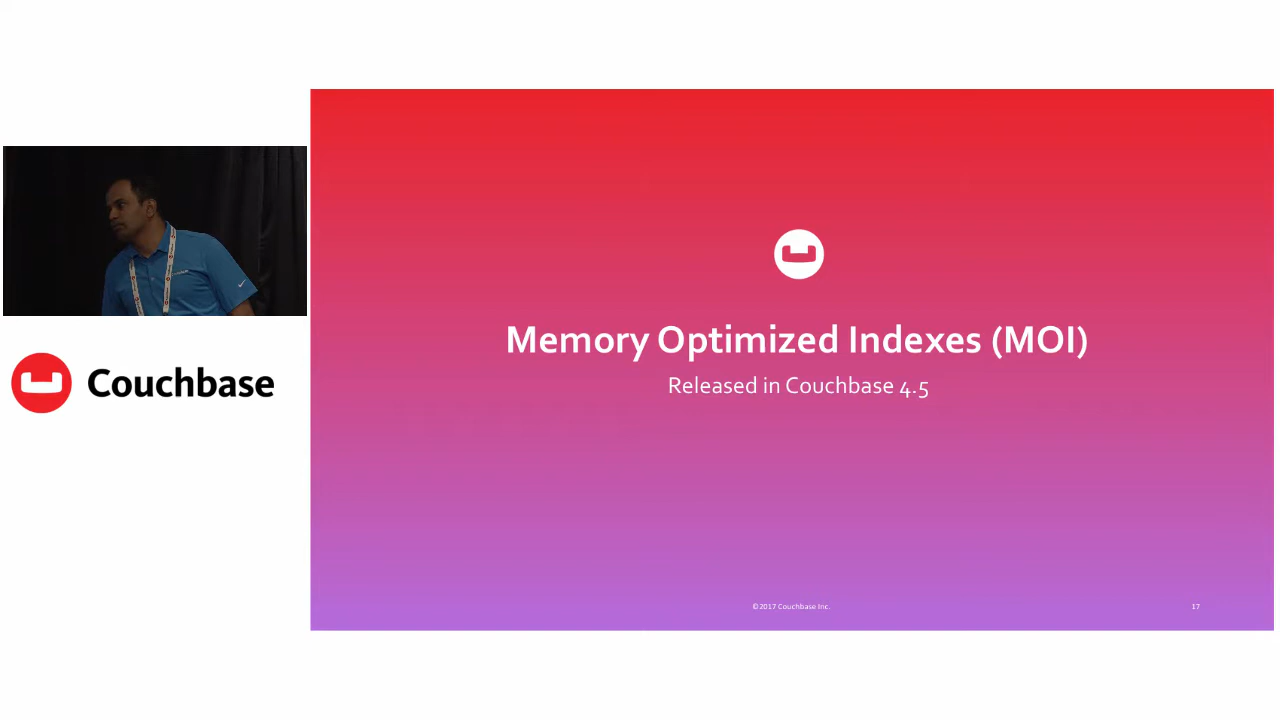 Couchbase
Memory Optimized Indexes (MOI)
Released in Couchbase 4.5
©2017 Couchbase Inc.
17